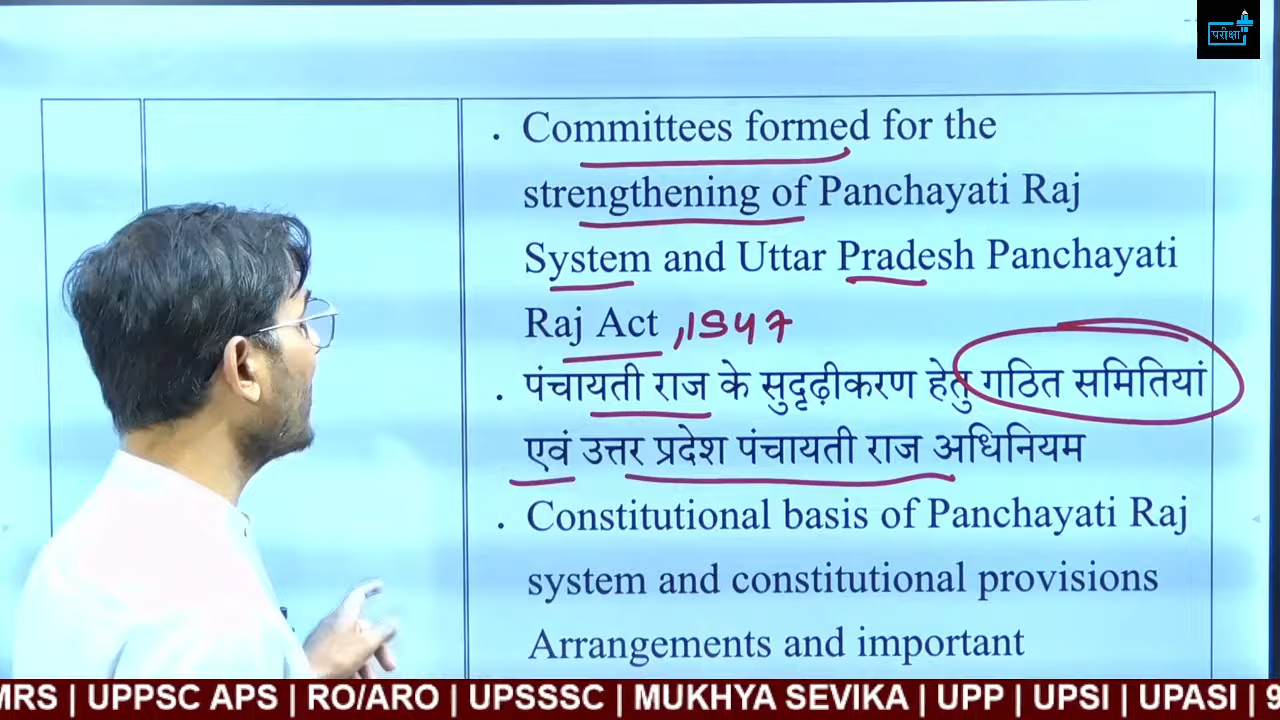 परीक्षा
. Committees formed for the
strengthening of Panchayati Raj
System and Uttar Pradesh Panchayati
Raj Act ,1947
. पंचायती राज के सुदृढ़ीकरण हेतु गठित समितियां
एवं उत्तर प्रदेश पंचायती राज अधिनियम
. Constitutional basis of Panchayati Raj
system and constitutional provisions
Arrangements and important
MRS | UPPSC APS | RO/ARO | UPSSSC | MUKHYA SEVIKA | UPP | UPSI | UPASI | 9